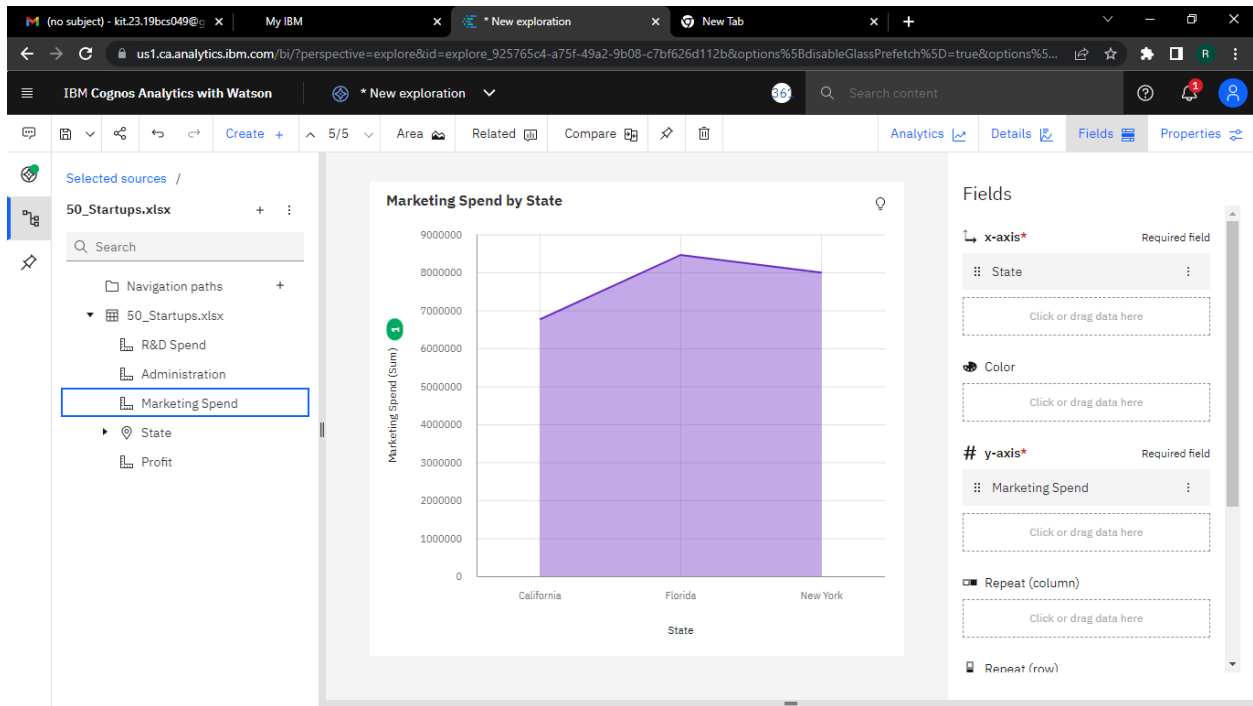 (no subject) - kit.23.19bcs049@g
My IBM
* New exploration
New Tab
us1.ca.analytics.ibm.com/bi/?perspective=explore&id=explore_925765c4-a75f-49a2-9b08-c7bf626d112b&options%5BdisableGlassPrefetch%5D=true&options%5...
R
IBM Cognos Analytics with Watson
* New exploration
Search content
1
Create +
5/5
Area
Related
Compare
Analytics
Details
Fields
Properties
Selected sources /
50_Startups.xlsx
Search
Navigation paths
50_Startups.xlsx
R&D Spend
Administration
Marketing Spend
State
Profit
Marketing Spend by State
9000000
8000000
7000000
6000000
5000000
4000000
3000000
2000000
1000000
0
1
Marketing Spend (Sum)
California
Florida
New York
State
Fields
x-axis* Required field
State
Click or drag data here
Color
Click or drag data here
# y-axis* Required field
Marketing Spend
Click or drag data here
Repeat (column)
Click or drag data here
Repeat (row)